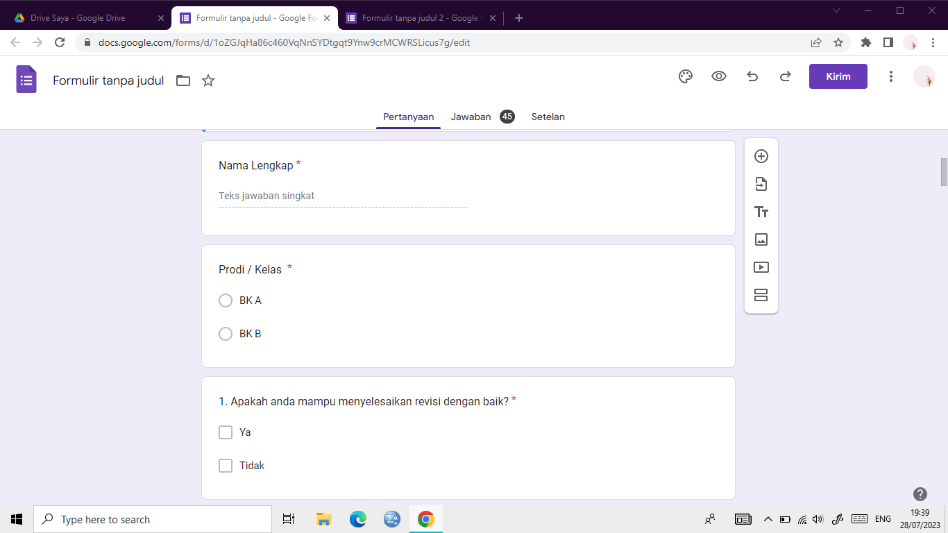 Drive Saya - Google Drive
Formulir tanpa judul - Google Fo
Formulir tanpa judul 2 - Google
docs.google.com/forms/d/1oZGJqHa86c460VqNnSYDtgqt9Ynw9crMCWRSLicus7g/edit
Formulir tanpa judul
Kirim
Pertanyaan
Jawaban 45
Setelan
Nama Lengkap *
Teks jawaban singkat
Prodi / Kelas *
BK A
BK B
1. Apakah anda mampu menyelesaikan revisi dengan baik? *
Ya
Tidak
Type here to search
ENG
19:39
28/07/2023